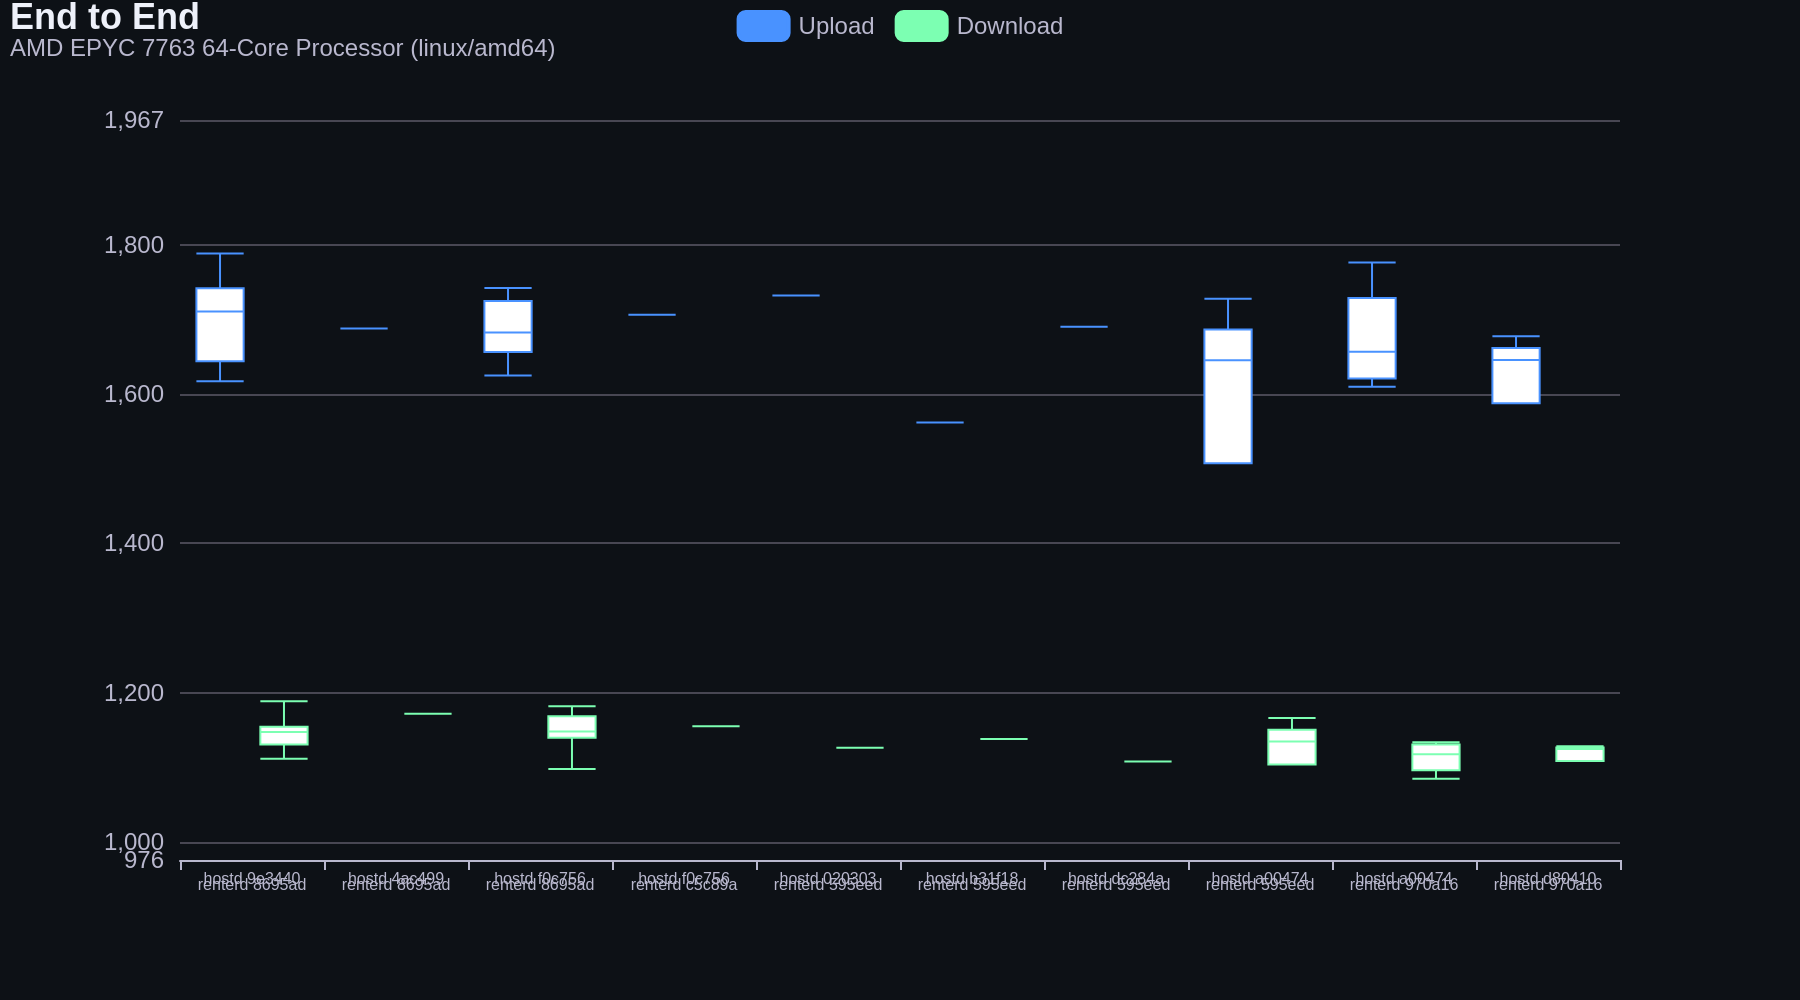 End to End
AMD EPYC 7763 64-Core Processor (linux/amd64)
Upload
Download
1,967
1,800
1,600
1,400
1,200
1,000
976
hostd 9e3440
renterd 8695ad
hostd 4ac499
renterd 8695ad
hostd f0c756
renterd 8695ad
hostd f0c756
renterd c5c89a
hostd 020303
renterd 595eed
hostd b31f18
renterd 595eed
hostd dc284a
renterd 595eed
hostd a00474
renterd 595eed
hostd a00474
renterd 970a16
hostd d80410
renterd 970a16